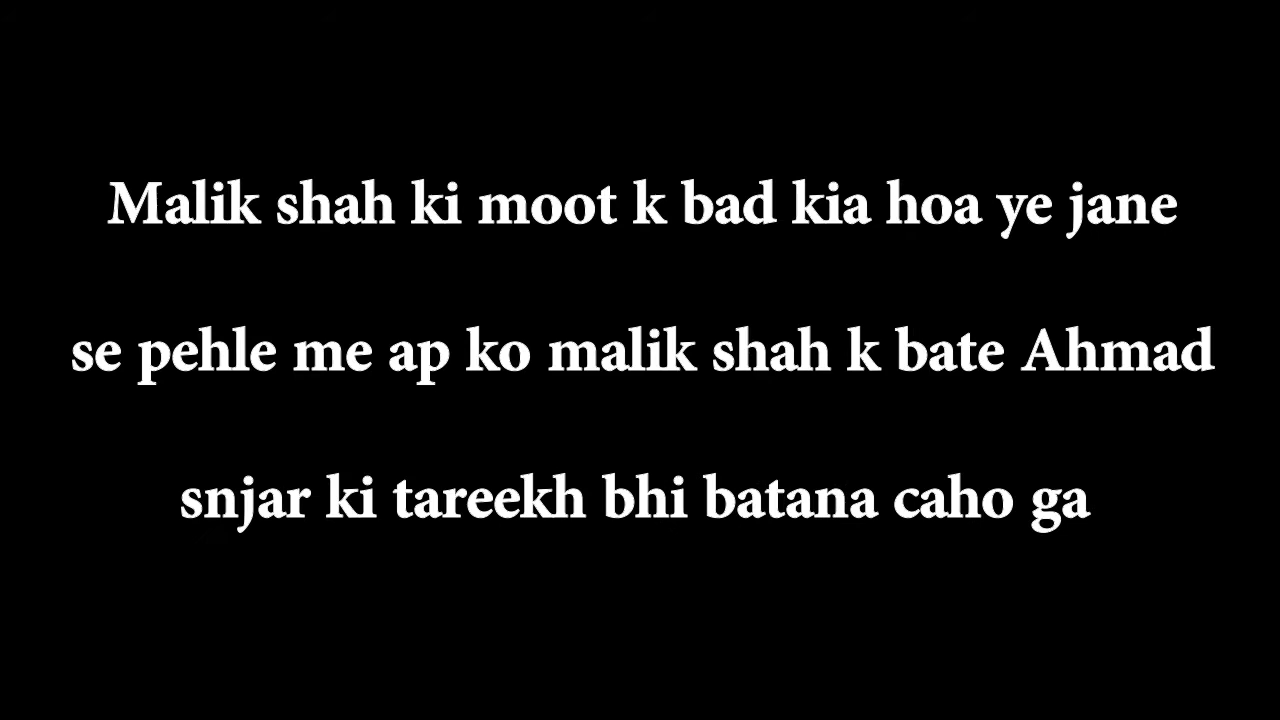 Malik shah ki moot k bad kia hoa ye jane
se pehle me ap ko malik shah k bate Ahmad
snjar ki tareekh bhi batana caho ga